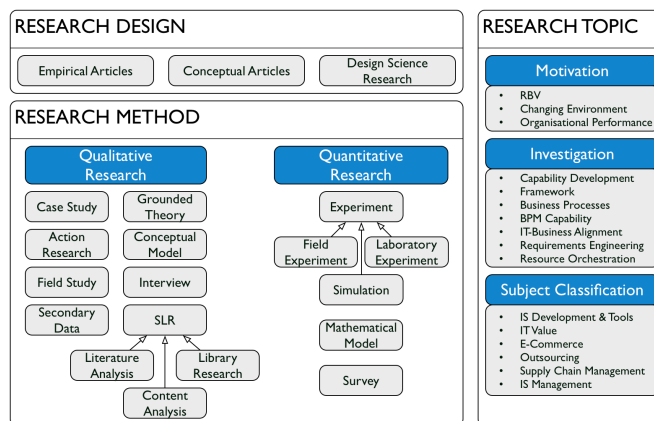 RESEARCH DESIGN
Empirical Articles
Conceptual Articles
Design Science
Research
RESEARCH METHOD
Qualitative
Research
Case Study
Grounded
Theory
Action
Research
Conceptual
Model
Field Study
Interview
Secondary
Data
SLR
Literature
Analysis
Library
Research
Content
Analysis
Quantitative
Research
Experiment
Field
Experiment
Laboratory
Experiment
Simulation
Mathematical
Model
Survey
RESEARCH TOPIC
Motivation
• RBV
• Changing Environment
• Organisational Performance
Investigation
• Capability Development
• Framework
• Business Processes
• BPM Capability
• IT-Business Alignment
• Requirements Engineering
• Resource Orchestration
Subject Classification
• IS Development & Tools
• IT Value
• E-Commerce
• Outsourcing
• Supply Chain Management
• IS Management